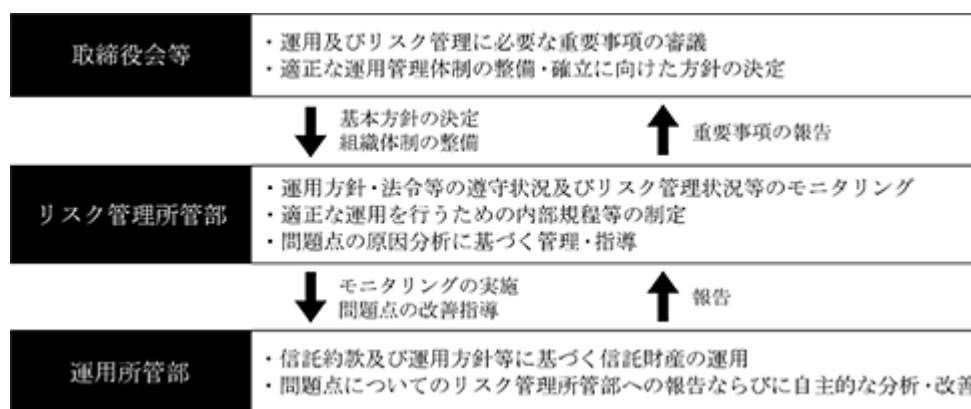 取締役会等
・運用及びリスク管理に必要な重要事項の審議
・適正な運用管理体制の整備・確立に向けた方針の決定
基本方針の決定
組織体制の整備
重要事項の報告
リスク管理所管部
・運用方針・法令等の遵守状況及びリスク管理状況等のモニタリング
・適正な運用を行うための内部規程等の制定
・問題点の原因分析に基づく管理・指導
モニタリングの実施
問題点の改善指導
報告
運用所管部
・信託約款及び運用方針等に基づく信託財産の運用
・問題点についてのリスク管理所管部への報告ならびに自主的な分析・改善